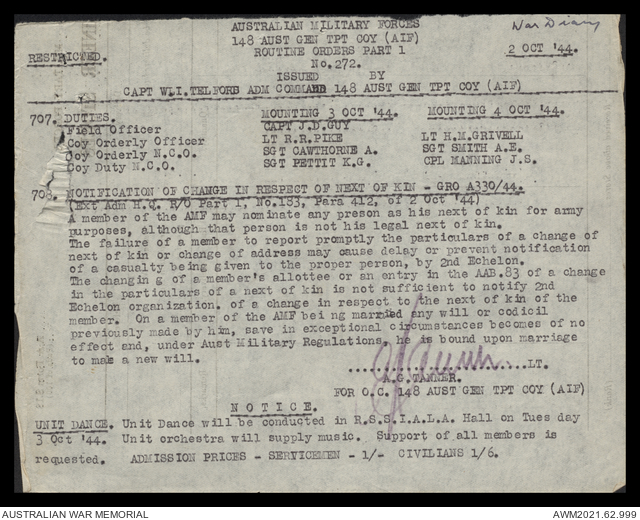 AUSTRALIAN MILITARY FORCES
War Diary
148 AUST GEN TPT COY (AIF)
RESTRICTED. ROUTINE ORDERS PART 1 2 OCT '44.
No.272.
ISSUED BY
CAPT W.I.TELFORD ADM COMMAND 148 AUST GEN TPT COY (AIF)
707. DUTIES. MOUNTING 3 OCT '44. MOUNTING 4 OCT '44.
Field Officer CAPT J.D.GUY
Coy Orderly Officer LT R.R.PIKE LT H.M.GRIVELL
Coy Orderly N.C.O. SGT CAWTHORNE A. SGT SMITH A.E.
Coy Duty N.C.O. SGT PETTIT K.G. CPL MANNING J.S.
708. NOTIFICATION OF CHANGE IN RESPECT OF NEXT OF KIN - GRO A330/44.
(Ext Adm H.Q. R/O Part 1, No.183, Para 412, of 2 Oct '44)
A member of the AMF may nominate any preson as his next of kin for army
purposes, although that person is not his legal next of kin.
The failure of a member to report promptly the particulars of a change of
next of kin or change of address may cause delay or prevent notification
of a casualty being given to the proper person, by 2nd Echelon.
The changin g of a member's allottee or an entry in the AAB.83 of a change
in the particulars of a next of kin is not sufficient to notify 2nd
Echelon organization. of a change in respect to the next of kin of the
member. On a member of the AMF being married any will or codicil
previously made by him, save in exceptional circumstances becomes of no
effect and, under Aust Military Regulations, he is bound upon marriage
to make a new will.
LT.
A.G.TANNER.
FOR O.C. 148 AUST GEN TPT COY (AIF)
NOTICE.
UNIT DANCE. Unit Dance will be conducted in R.S.S.I.A.L.A. Hall on Tues day
3 Oct '44. Unit orchestra will supply music. Support of all members is
requested. ADMISSION PRICES - SERVICEMEN - 1/- CIVILIANS 1/6.
AUSTRALIAN WAR MEMORIAL AWM2021.62.999